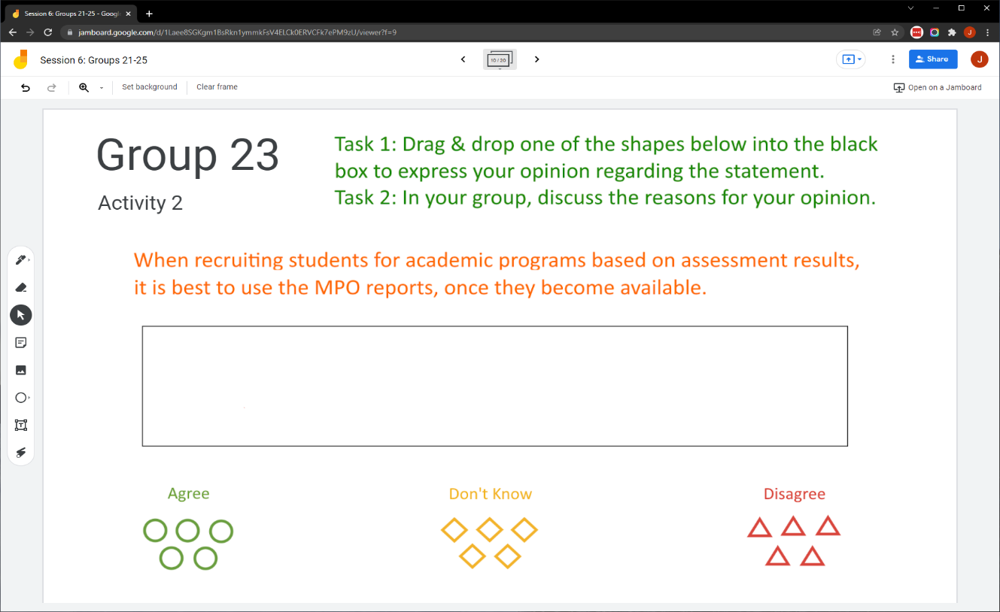 Session 6: Groups 21-25 - Googl
jamboard.google.com/d/1Laee8SGKgm1BsRkn1ymmkFsV4ELCk0ERVCFk7ePM9zU/viewer?f=9
J
Session 6: Groups 21-25
10 / 20
Share
J
Set background
Clear frame
Open on a Jamboard
Group 23
Activity 2
Task 1: Drag & drop one of the shapes below into the black
box to express your opinion regarding the statement.
Task 2: In your group, discuss the reasons for your opinion.
When recruiting students for academic programs based on assessment results,
it is best to use the MPO reports, once they become available.
Agree
Don't Know
Disagree